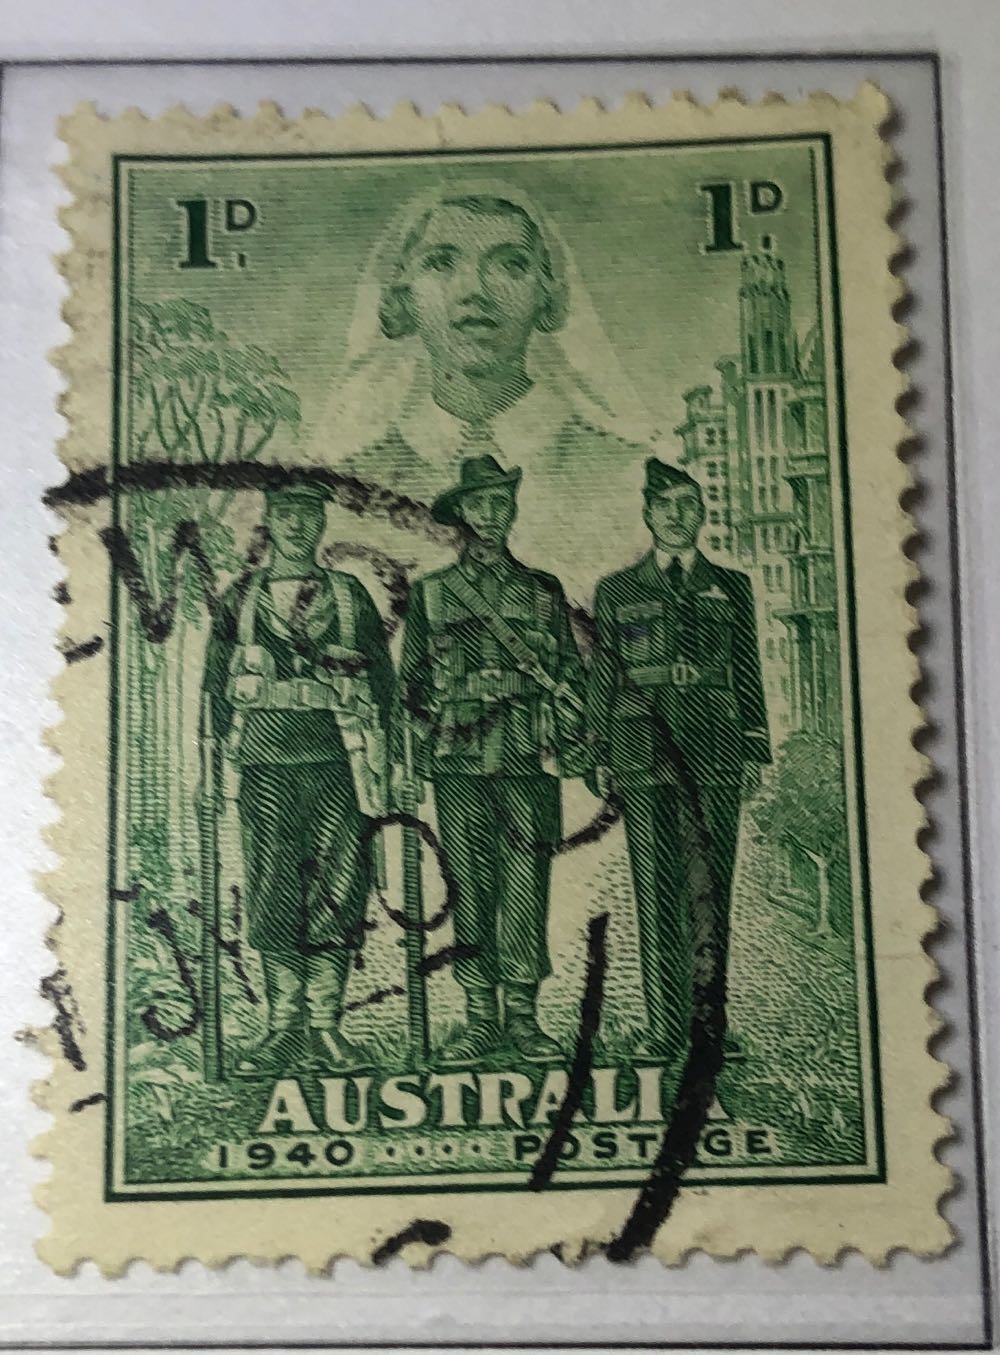 1D. 1D.
AUSTRALIA
1940 .... POSTAGE